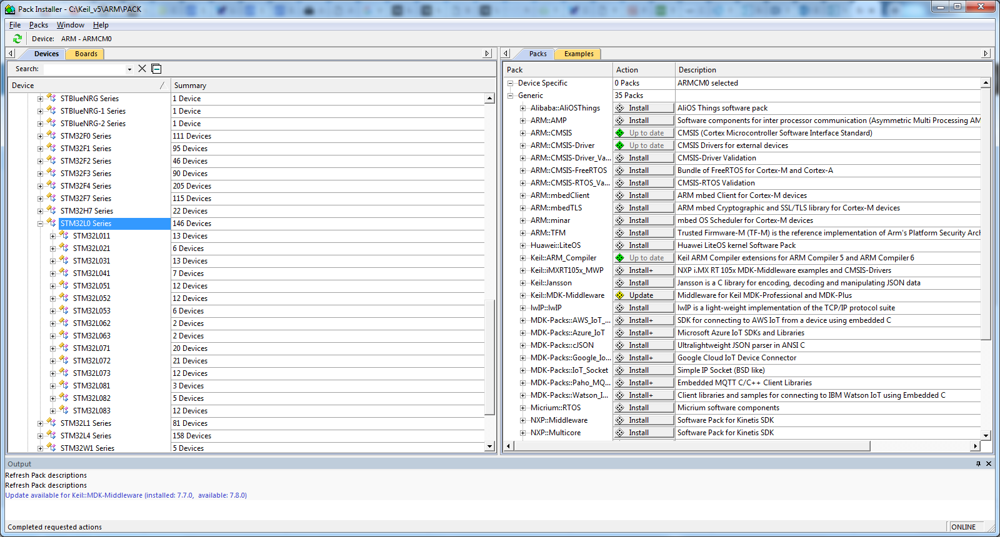 Pack Installer - C:\Keil_v5\ARM\PACK
File Packs Window Help
Device: ARM - ARMCM0
Devices Boards
Search:
Device Summary
STBlueNRG Series 1 Device
STBlueNRG-1 Series 1 Device
STBlueNRG-2 Series 1 Device
STM32F0 Series 111 Devices
STM32F1 Series 95 Devices
STM32F2 Series 46 Devices
STM32F3 Series 90 Devices
STM32F4 Series 205 Devices
STM32F7 Series 115 Devices
STM32H7 Series 22 Devices
STM32L0 Series 146 Devices
STM32L011 13 Devices
STM32L021 6 Devices
STM32L031 13 Devices
STM32L041 7 Devices
STM32L051 12 Devices
STM32L052 12 Devices
STM32L053 6 Devices
STM32L062 2 Devices
STM32L063 2 Devices
STM32L071 20 Devices
STM32L072 21 Devices
STM32L073 12 Devices
STM32L081 3 Devices
STM32L082 5 Devices
STM32L083 12 Devices
STM32L1 Series 81 Devices
STM32L4 Series 158 Devices
STM32W1 Series 5 Devices
Packs Examples
Pack Action Description
Device Specific 0 Packs ARMCM0 selected
Generic 35 Packs
Alibaba::AliOSThings Install AliOS Things software pack
ARM::AMP Install Software components for inter processor communication (Asymmetric Multi Processing AM
ARM::CMSIS Up to date CMSIS (Cortex Microcontroller Software Interface Standard)
ARM::CMSIS-Driver Up to date CMSIS Drivers for external devices
ARM::CMSIS-Driver_Va... Install CMSIS-Driver Validation
ARM::CMSIS-FreeRTOS Install Bundle of FreeRTOS for Cortex-M and Cortex-A
ARM::CMSIS-RTOS_Va... Install CMSIS-RTOS Validation
ARM::mbedClient Install ARM mbed Client for Cortex-M devices
ARM::mbedTLS Install ARM mbed Cryptographic and SSL/TLS library for Cortex-M devices
ARM::minar Install mbed OS Scheduler for Cortex-M devices
ARM::TFM Install Trusted Firmware-M (TF-M) is the reference implementation of Arm's Platform Security Arch
Huawei::LiteOS Install Huawei LiteOS kernel Software Pack
Keil::ARM_Compiler Up to date Keil ARM Compiler extensions for ARM Compiler 5 and ARM Compiler 6
Keil::iMXRT105x_MWP Install+ NXP i.MX RT 105x MDK-Middleware examples and CMSIS-Drivers
Keil::Jansson Install Jansson is a C library for encoding, decoding and manipulating JSON data
Keil::MDK-Middleware Update Middleware for Keil MDK-Professional and MDK-Plus
lwIP::lwIP Install lwIP is a light-weight implementation of the TCP/IP protocol suite
MDK-Packs::AWS_IoT_... Install+ SDK for connecting to AWS IoT from a device using embedded C
MDK-Packs::Azure_IoT Install+ Microsoft Azure IoT SDKs and Libraries
MDK-Packs::cJSON Install Ultralightweight JSON parser in ANSI C
MDK-Packs::Google_Io... Install+ Google Cloud IoT Device Connector
MDK-Packs::IoT_Socket Install Simple IP Socket (BSD like)
MDK-Packs::Paho_MQ... Install+ Embedded MQTT C/C++ Client Libraries
MDK-Packs::Watson_I... Install+ Client libraries and samples for connecting to IBM Watson IoT using Embedded C
Micrium::RTOS Install Micrium software components
NXP::Middleware Install Software Pack for Kinetis SDK
NXP::Multicore Install Software Pack for Kinetis SDK
Output
Refresh Pack descriptions
Refresh Pack descriptions
Update available for Keil::MDK-Middleware (installed: 7.7.0, available: 7.8.0)
Completed requested actions ONLINE